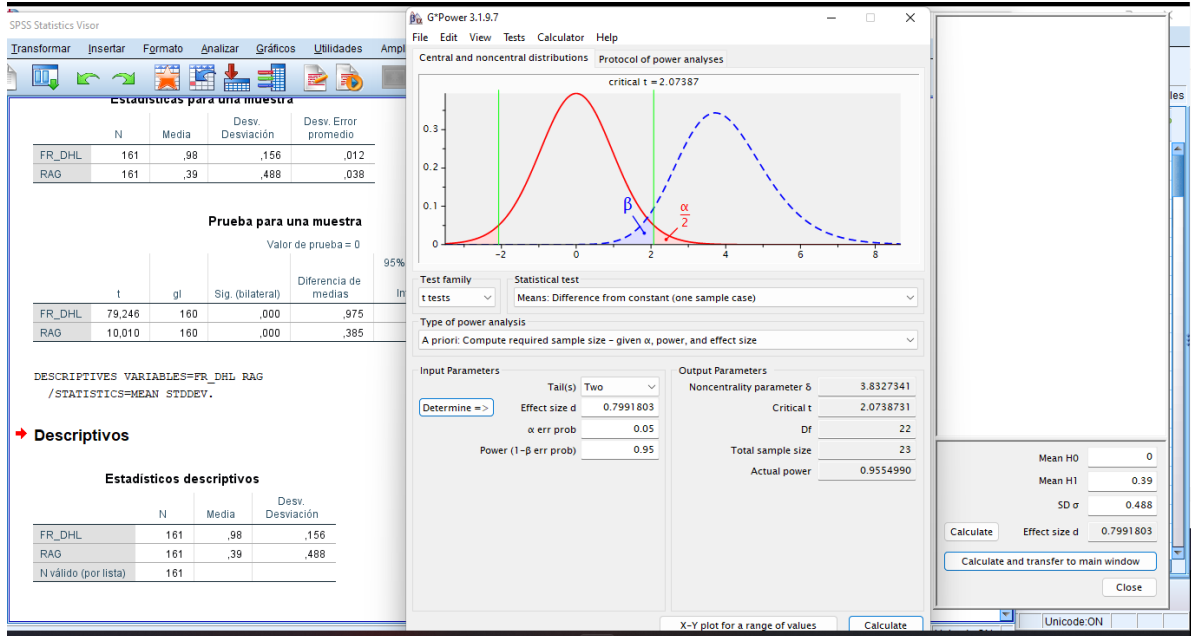 SPSS Statistics Visor
Transformar Insertar Formato Analizar Gráficos Utilidades Ampl
Estadísticas para una muestra
N Media Desv. Desviación Desv. Error promedio
FR_DHL 161 ,98 ,156 ,012
RAG 161 ,39 ,488 ,038
Prueba para una muestra
Valor de prueba = 0
95%
t gl Sig. (bilateral) Diferencia de medias In
FR_DHL 79,246 160 ,000 ,975
RAG 10,010 160 ,000 ,385
DESCRIPTIVES VARIABLES=FR_DHL RAG
/STATISTICS=MEAN STDDEV.
Descriptivos
Estadísticos descriptivos
N Media Desv. Desviación
FR_DHL 161 ,98 ,156
RAG 161 ,39 ,488
N válido (por lista) 161
G*Power 3.1.9.7
File Edit View Tests Calculator Help
Central and noncentral distributions Protocol of power analyses
critical t = 2.07387
0.3
0.2
0.1
0
β
α
2
-2 0 2 4 6 8
Test family Statistical test
t tests Means: Difference from constant (one sample case)
Type of power analysis
A priori: Compute required sample size – given α, power, and effect size
Input Parameters
Tail(s) Two
Determine =>
Effect size d 0.7991803
α err prob 0.05
Power (1-β err prob) 0.95
Output Parameters
Noncentrality parameter δ 3.8327341
Critical t 2.0738731
Df 22
Total sample size 23
Actual power 0.9554990
X-Y plot for a range of values Calculate
les
Mean H0 0
Mean H1 0.39
SD σ 0.488
Calculate Effect size d 0.7991803
Calculate and transfer to main window
Close
Unicode:ON